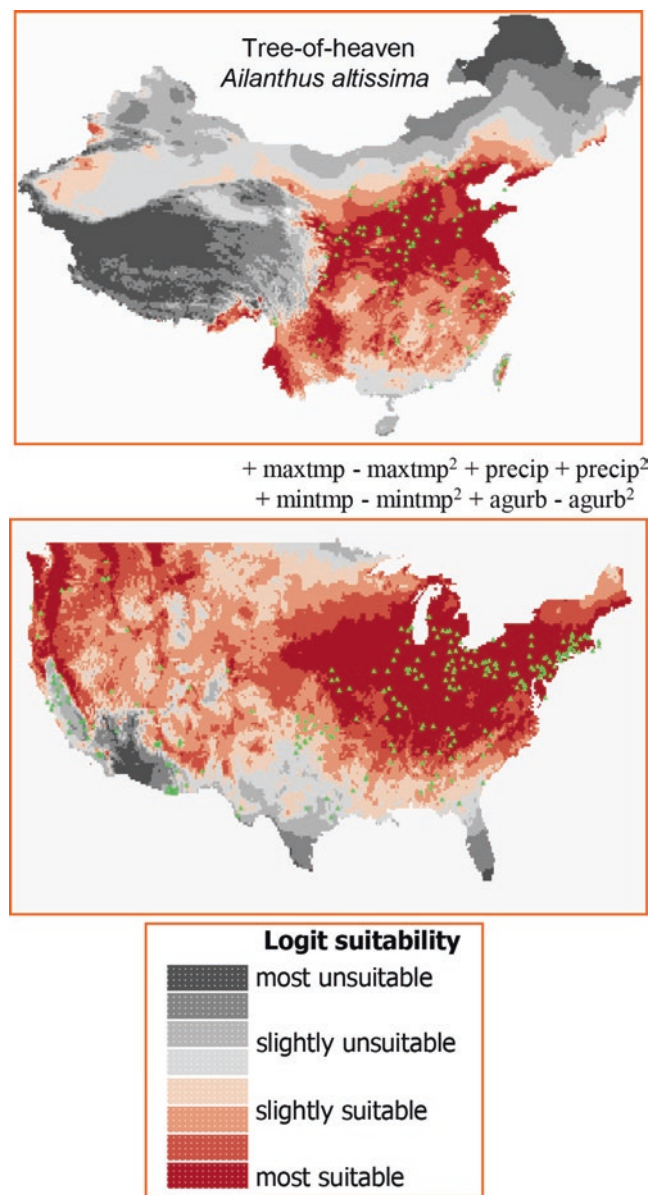 Tree-of-heaven
Ailanthus altissima
+ maxtmp - maxtmp² + precip + precip²
+ mintmp - mintmp² + agurb - agurb²
Logit suitability
most unsuitable
slightly unsuitable
slightly suitable
most suitable